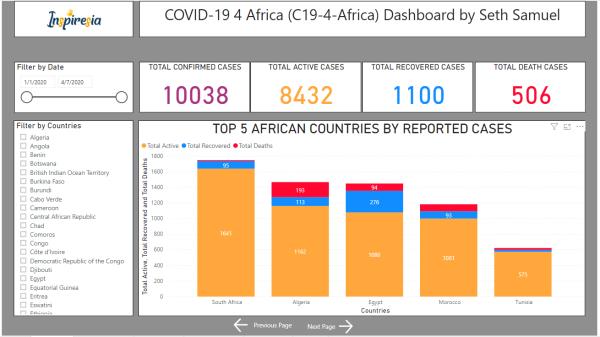 Inspiresia
COVID-19 4 Africa (C19-4-Africa) Dashboard by Seth Samuel
Filter by Date
1/1/2020 4/7/2020
TOTAL CONFIRMED CASES
10038
TOTAL ACTIVE CASES
8432
TOTAL RECOVERED CASES
1100
TOTAL DEATH CASES
506
Filter by Countries
Algeria
Angola
Benin
Botswana
British Indian Ocean Territory
Burkina Faso
Burundi
Cabo Verde
Cameroon
Central African Republic
Chad
Comoros
Congo
Côte d'Ivoire
Democratic Republic of the Congo
Djibouti
Egypt
Equatorial Guinea
Eritrea
Eswatini
Ethiopia
TOP 5 AFRICAN COUNTRIES BY REPORTED CASES
Total Active Total Recovered Total Deaths
Total Active, Total Recovered and Total Deaths
1800
1600
1400
1200
1000
800
600
400
200
0
95
193
113
94
276
93
1162
575
South Africa
Algeria
Egypt
Morocco
Tunisia
Countries
Previous Page
Next Page